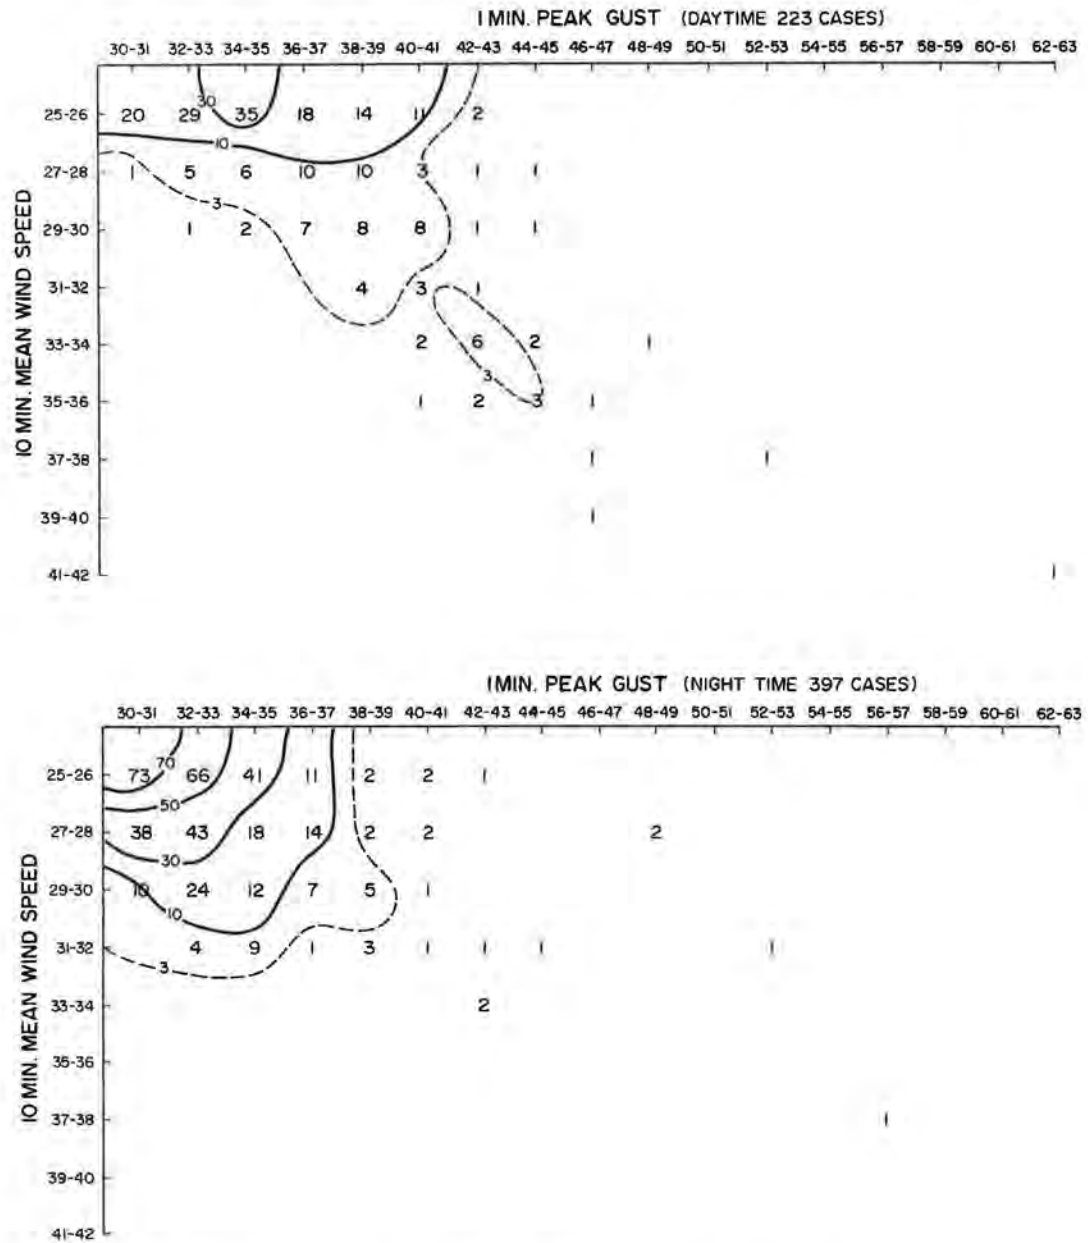 1 MIN. PEAK GUST (DAYTIME 223 CASES)
30-31 32-33 34-35 36-37 38-39 40-41 42-43 44-45 46-47 48-49 50-51 52-53 54-55 56-57 58-59 60-61 62-63
10 MIN. MEAN WIND SPEED
30
25-26 20 29 35 18 14 11 2
10
27-28 1 5 6 10 10 3 1 1
3
29-30 1 2 7 8 8 1 1
31-32 4 3 1
33-34 2 6 2 1
3
35-36 1 2 3 1
37-38 1 1
39-40 1
41-42 1
1 MIN. PEAK GUST (NIGHT TIME 397 CASES)
30-31 32-33 34-35 36-37 38-39 40-41 42-43 44-45 46-47 48-49 50-51 52-53 54-55 56-57 58-59 60-61 62-63
10 MIN. MEAN WIND SPEED
70
25-26 73 66 41 11 2 2 1
50
27-28 38 43 18 14 2 2 2
30
29-30 10 24 12 7 5 1
10
31-32 4 9 1 3 1 1 1 1
3
33-34 2
35-36
37-38 1
39-40
41-42